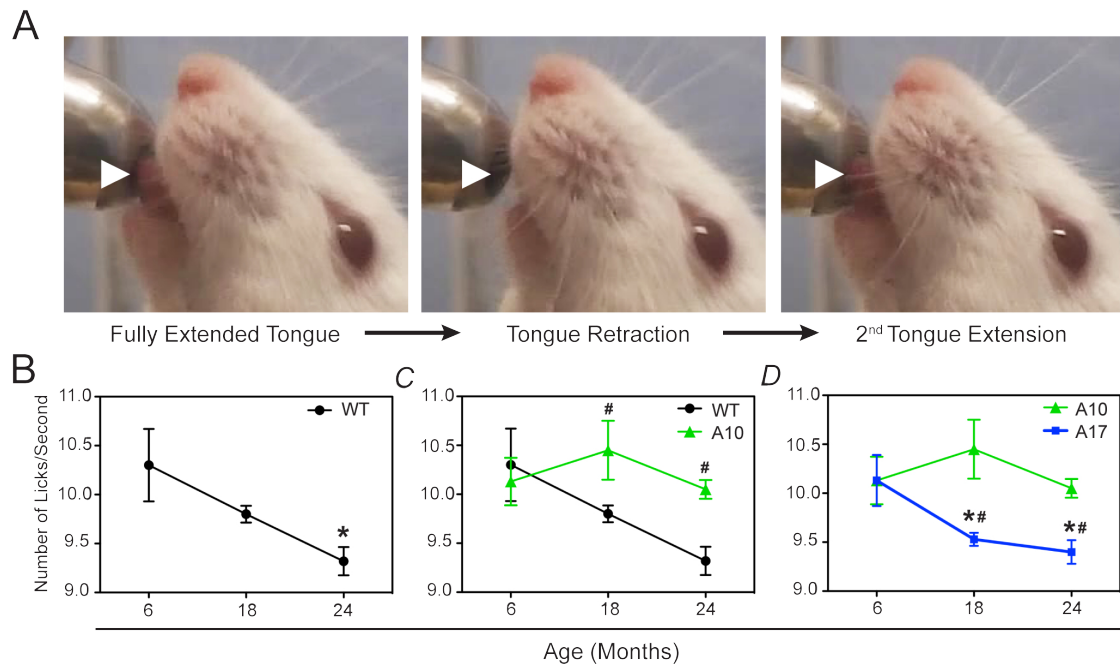 A
Fully Extended Tongue
Tongue Retraction
2nd Tongue Extension
B
C
D
Number of Licks/Second
11.0
10.5
10.0
9.5
9.0
WT
*
6
18
24
11.0
10.5
10.0
9.5
9.0
WT
A10
#
#
6
18
24
11.0
10.5
10.0
9.5
9.0
A10
A17
*#
*#
6
18
24
Age (Months)